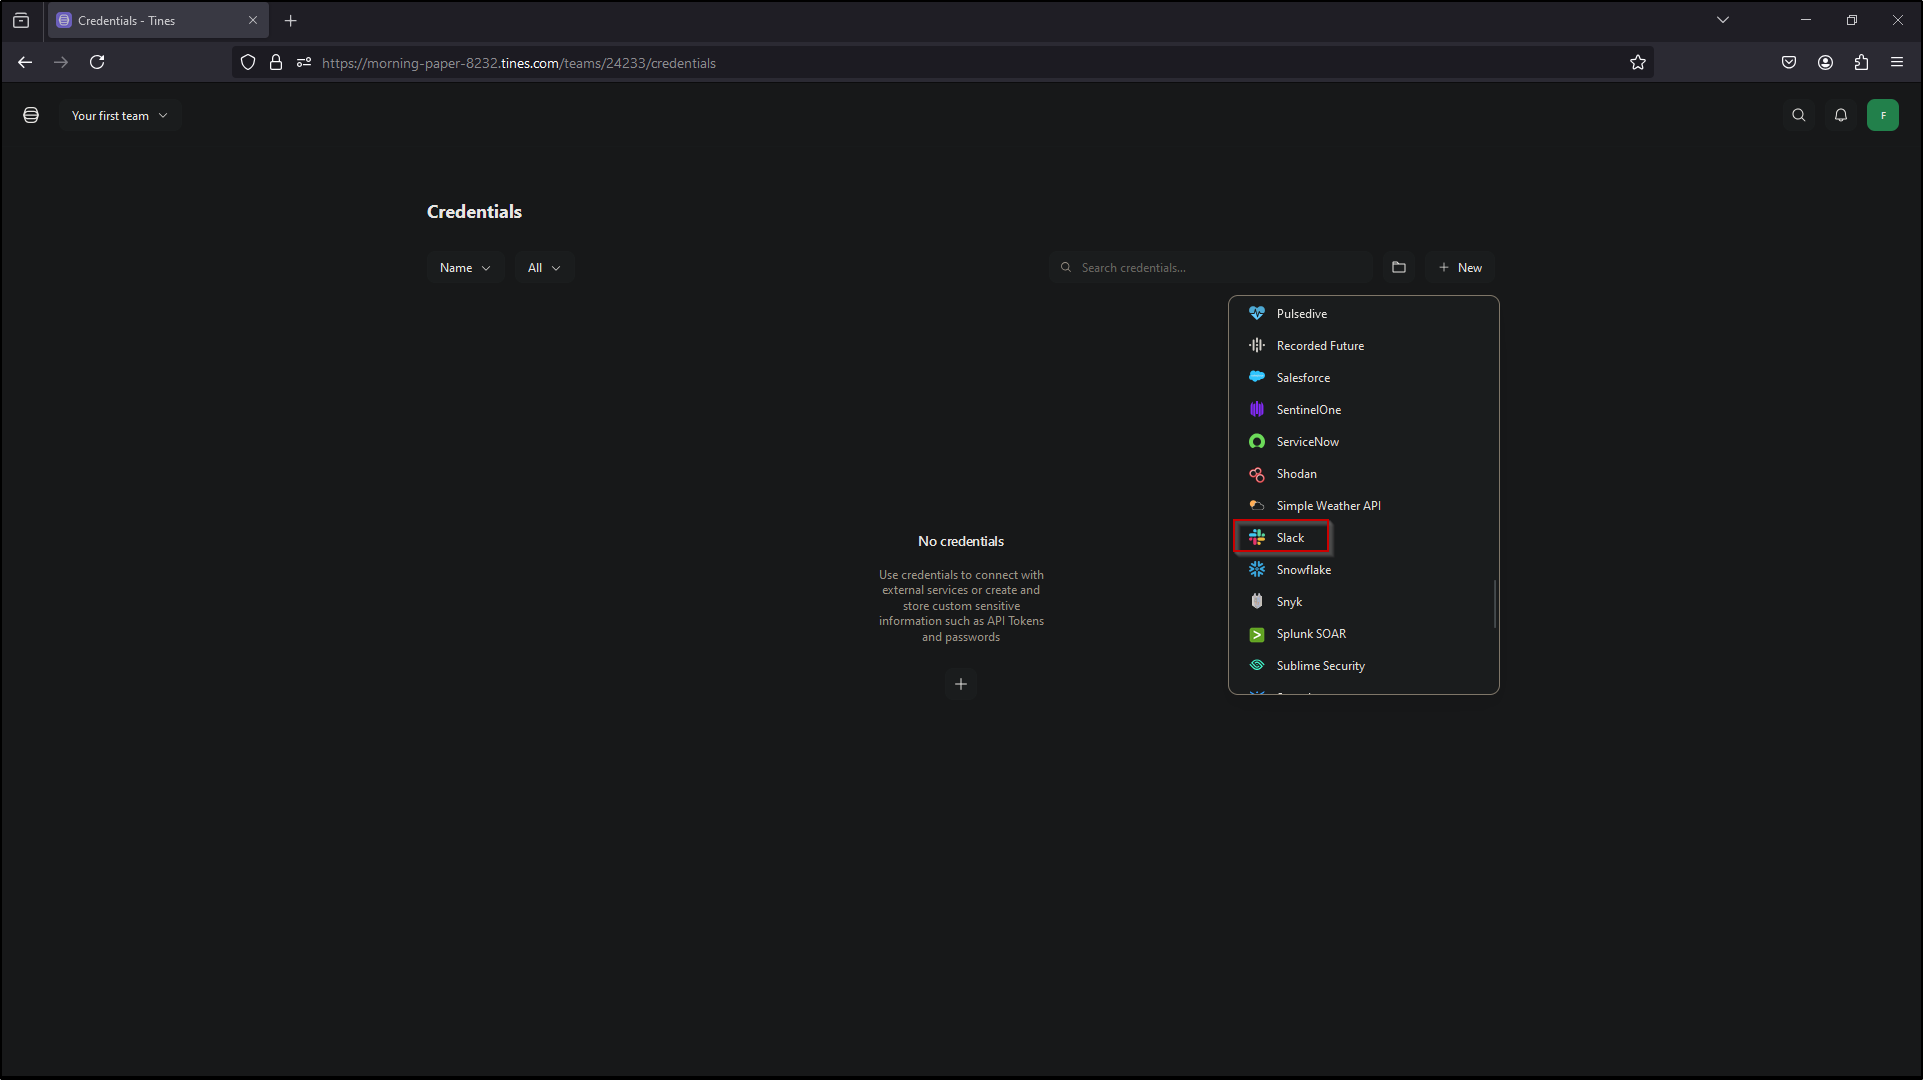 Credentials - Tines
https://morning-paper-8232.tines.com/teams/24233/credentials
Your first team
F
Credentials
Name
All
Search credentials...
New
Pulsedive
Recorded Future
Salesforce
SentinelOne
ServiceNow
Shodan
Simple Weather API
Slack
Snowflake
Snyk
Splunk SOAR
Sublime Security
No credentials
Use credentials to connect with
external services or create and
store custom sensitive
information such as API Tokens
and passwords